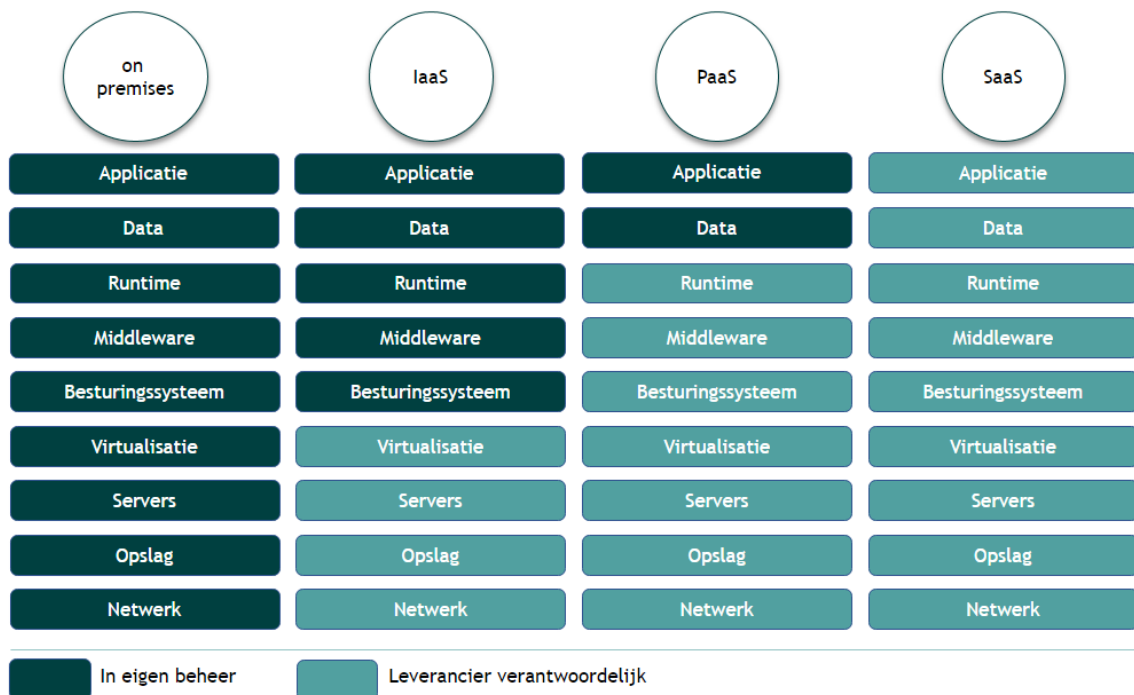 on
premises
IaaS
PaaS
SaaS
Applicatie
Applicatie
Applicatie
Applicatie
Data
Data
Data
Data
Runtime
Runtime
Runtime
Runtime
Middleware
Middleware
Middleware
Middleware
Besturingssysteem
Besturingssysteem
Besturingssysteem
Besturingssysteem
Virtualisatie
Virtualisatie
Virtualisatie
Virtualisatie
Servers
Servers
Servers
Servers
Opslag
Opslag
Opslag
Opslag
Netwerk
Netwerk
Netwerk
Netwerk
In eigen beheer
Leverancier verantwoordelijk